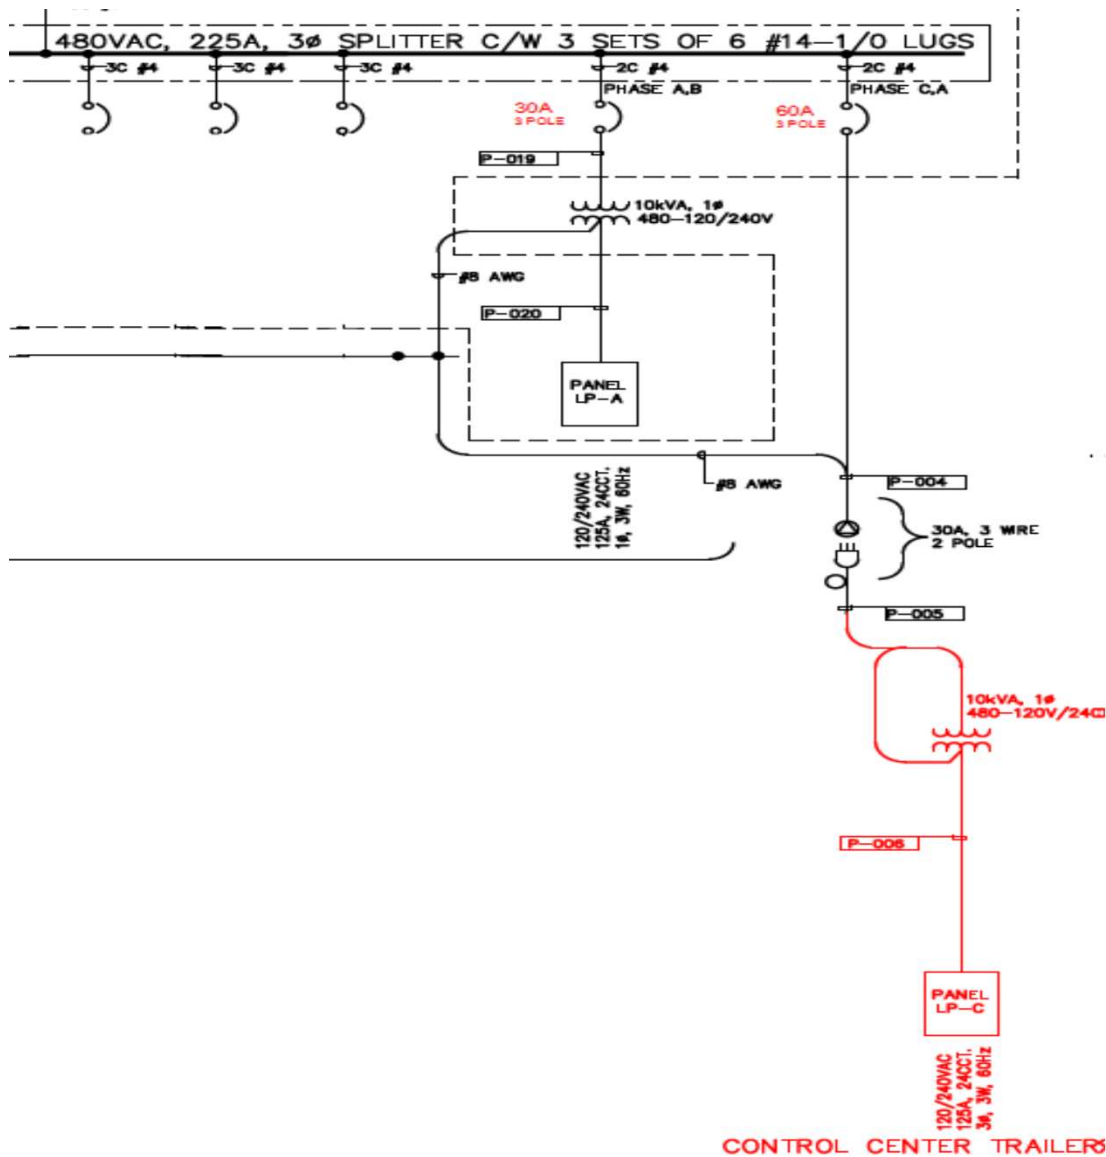 480VAC, 225A, 3ø SPLITTER C/W 3 SETS OF 6 #14-1/0 LUGS
3C #4
3C #4
3C #4
2C #4
2C #4
PHASE A,B
PHASE C,A
30A
3 POLE
60A
3 POLE
P-019
10kVA, 1ø
480-120/240V
#8 AWG
P-020
PANEL
LP-A
120/240VAC
125A, 24CCT.
1ø, 3W, 60Hz
#8 AWG
P-004
30A, 3 WIRE
2 POLE
P-005
10kVA, 1ø
480-120V/24
P-006
PANEL
LP-C
120/240VAC
125A, 24CCT.
3ø, 3W, 60Hz
CONTROL CENTER TRAILER